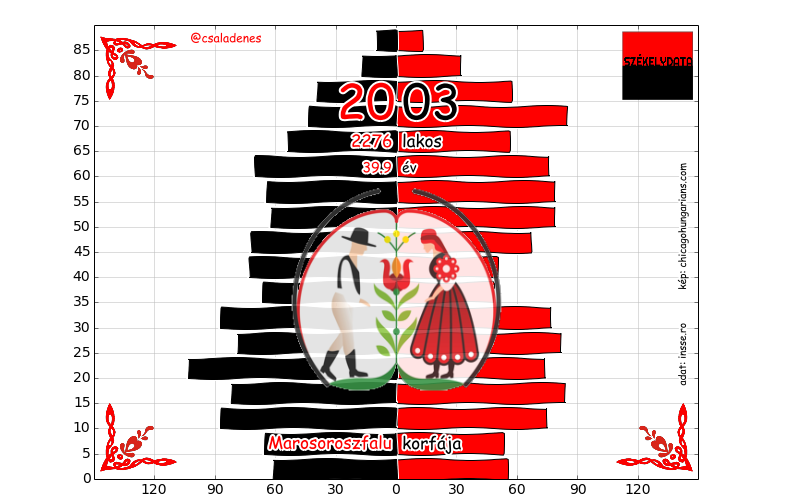 @csaladenes
SZÉKELYDATA
2003
2276 lakos
39.9 év
kép: chicagohungarians.com
adat: insse.ro
Marosoroszfalu korfája
85
80
75
70
65
60
55
50
45
40
35
30
25
20
15
10
5
0
120 90 60 30 0 30 60 90 120